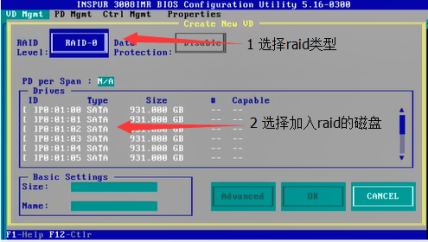 INSPUR 3008IMR BIOS Configuration Utility 5.16-0300
VD Mgmt PD Mgmt Ctrl Mgmt Properties
Create New VD
RAID Level: RAID-0 Data Protection: Disable
1 选择raid类型
PD per Span : N/A
Drives
ID Type Size # Capable
[ ]P0:01:00 SATA 931.000 GB -- --
[ ]P0:01:01 SATA 931.000 GB -- --
[ ]P0:01:02 SATA 931.000 GB -- --
[ ]P0:01:03 SATA 931.000 GB -- --
[ ]P0:01:04 SATA 931.000 GB -- --
[ ]P0:01:05 SATA 931.000 GB -- --
2 选择加入raid的磁盘
Basic Settings
Size:
Name:
Advanced OK CANCEL
F1-Help F12-Ctlr